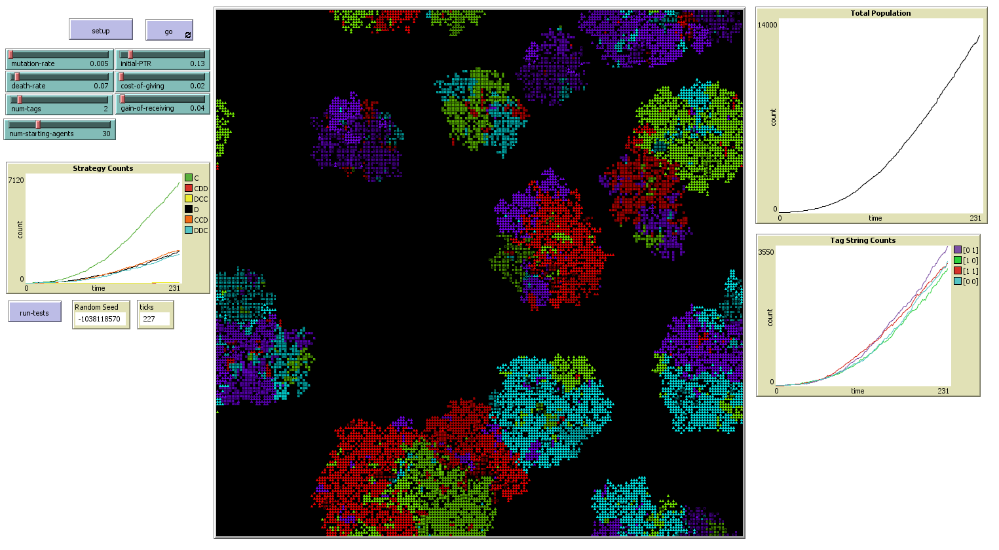 setup
go
mutation-rate 0.005
initial-PTR 0.13
death-rate 0.07
cost-of-giving 0.02
num-tags 2
gain-of-receiving 0.04
num-starting-agents 30
Strategy Counts
7120
count
0
0
time
231
C
CDD
DCC
D
CCD
DDC
run-tests
Random Seed
-1038118570
ticks
227
Total Population
14000
count
0
0
time
231
Tag String Counts
3550
count
0
0
time
231
[0 1]
[1 0]
[1 1]
[0 0]